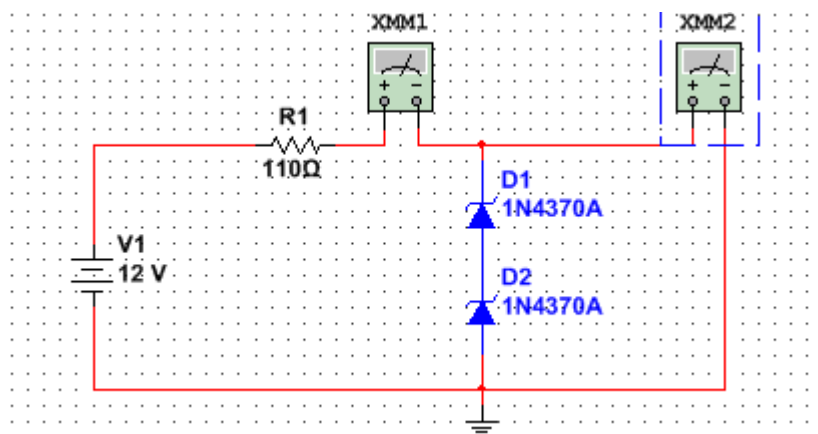 XMM1
XMM2
R1
110Ω
D1
1N4370A
V1
12 V
D2
1N4370A